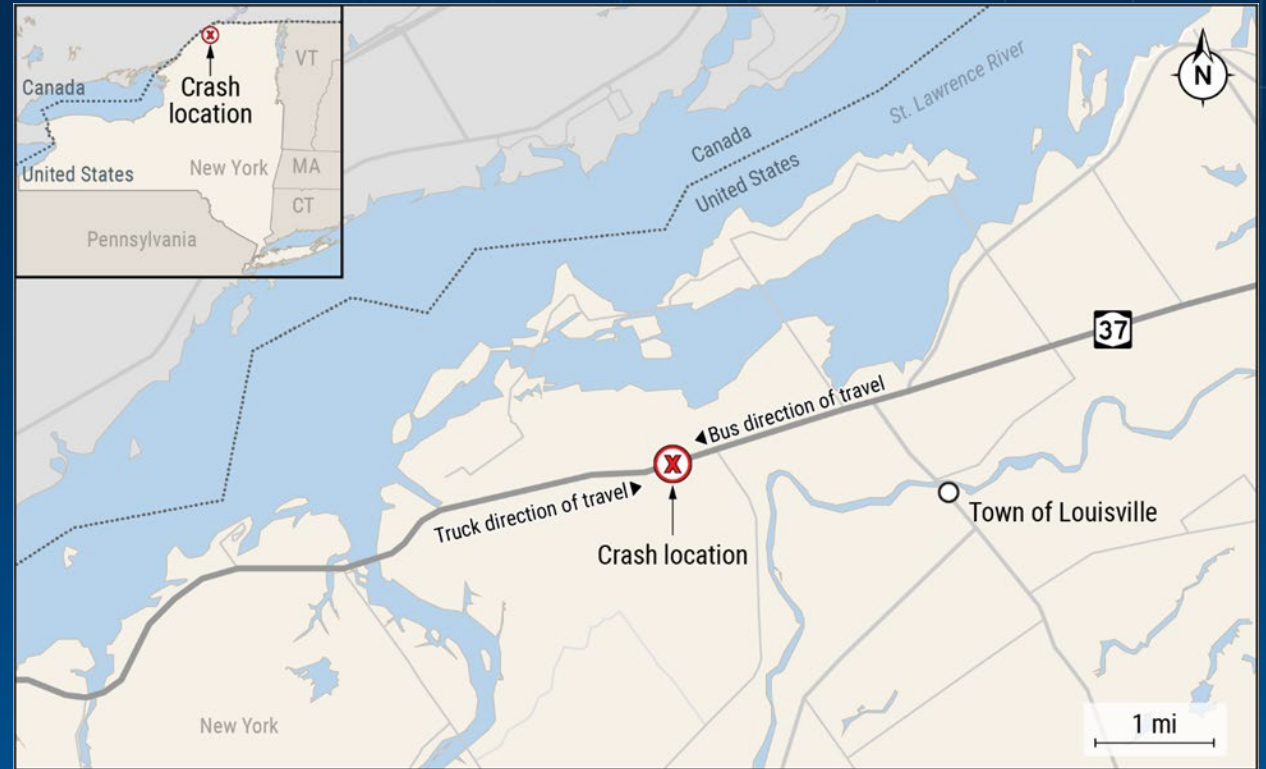 Canada
Crash
location
VT
United States
New York
MA
CT
Pennsylvania
N
St. Lawrence River
Canada
United States
37
Bus direction of travel
X
Truck direction of travel
Crash location
Town of Louisville
New York
1 mi